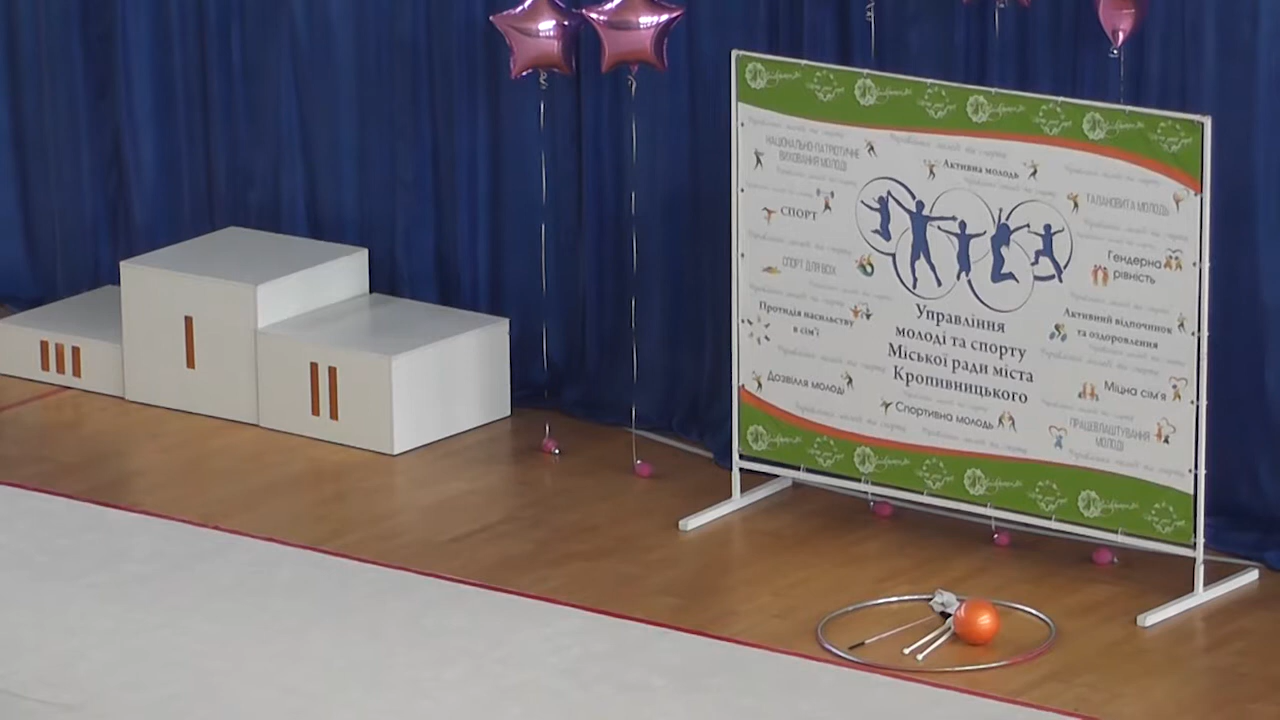 НАЦІОНАЛЬНО-ПАТРІОТИЧНЕ
ВИХОВАННЯ МОЛОДІ
Активна молодь
ТАЛАНОВИТА МОЛОДЬ
СПОРТ
СПОРТ ДЛЯ ВСІХ
Гендерна
рівність
Протидія насильству
в сім'ї
Активний відпочинок
та оздоровлення
Управління
молоді та спорту
Міської ради міста
Кропивницького
Дозвілля молоді
Міцна сім'я
Спортивна молодь
ПРАЦЕВЛАШТУВАННЯ
МОЛОДІ
III
I
II